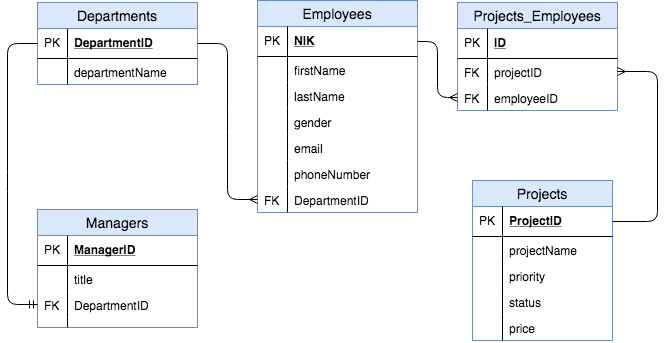 Departments
PK DepartmentID
departmentName
Employees
PK NIK
firstName
lastName
gender
email
phoneNumber
FK DepartmentID
Projects_Employees
PK ID
FK projectID
FK employeeID
Managers
PK ManagerID
title
FK DepartmentID
Projects
PK ProjectID
projectName
priority
status
price